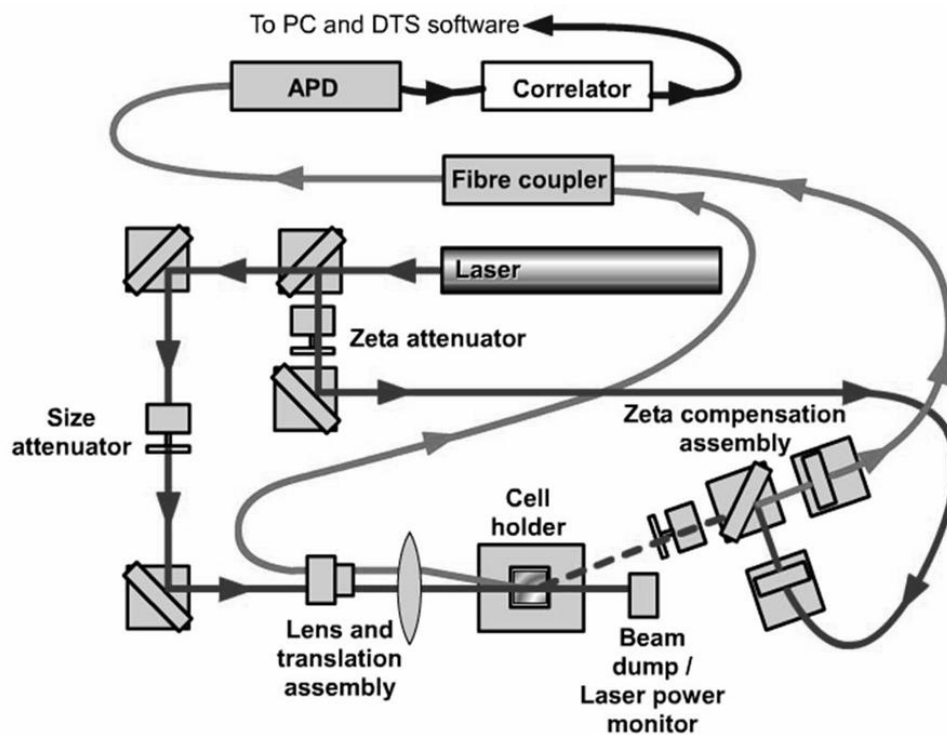 To PC and DTS software
APD
Correlator
Fibre coupler
Laser
Zeta attenuator
Size
attenuator
Zeta compensation
assembly
Cell
holder
Lens and
translation
assembly
Beam
dump /
Laser power
monitor